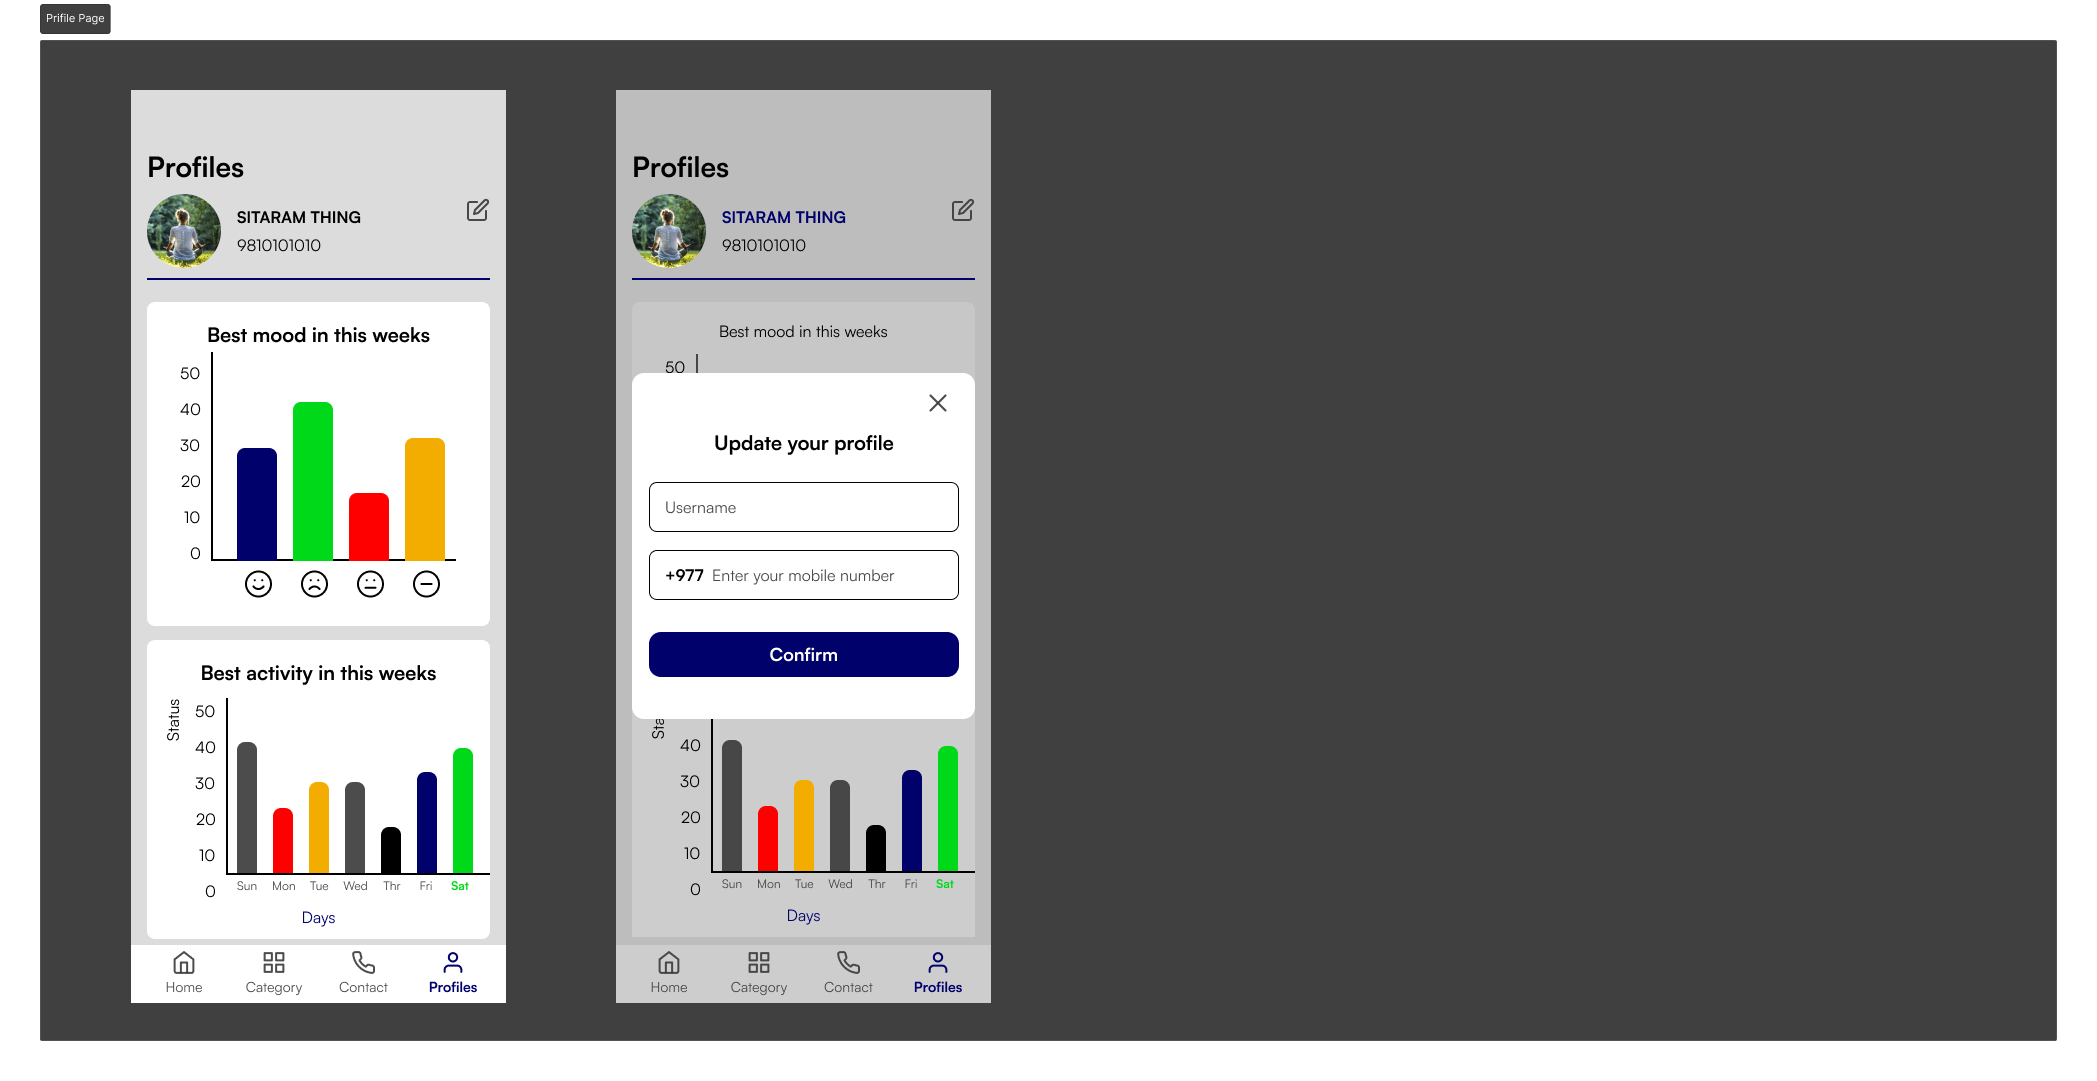 Prifile Page
Profiles
SITARAM THING
9810101010
Best mood in this weeks
50
40
30
20
10
0
Best activity in this weeks
Status
50
40
30
20
10
0
Sun Mon Tue Wed Thr Fri Sat
Days
Home Category Contact Profiles
Profiles
SITARAM THING
9810101010
Best mood in this weeks
50
Update your profile
Username
+977 Enter your mobile number
Confirm
Sta
40
30
20
10
0
Sun Mon Tue Wed Thr Fri Sat
Days
Home Category Contact Profiles